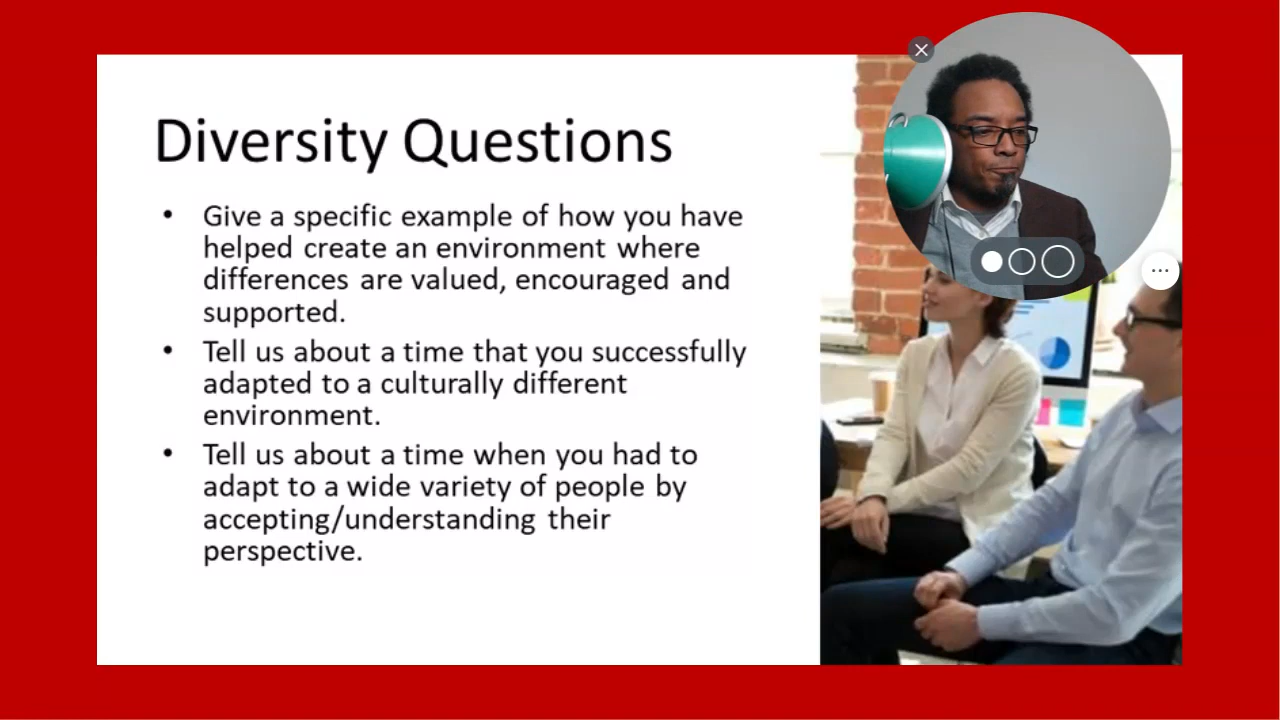 Diversity Questions
• Give a specific example of how you have
helped create an environment where
differences are valued, encouraged and
supported.
• Tell us about a time that you successfully
adapted to a culturally different
environment.
• Tell us about a time when you had to
adapt to a wide variety of people by
accepting/understanding their
perspective.